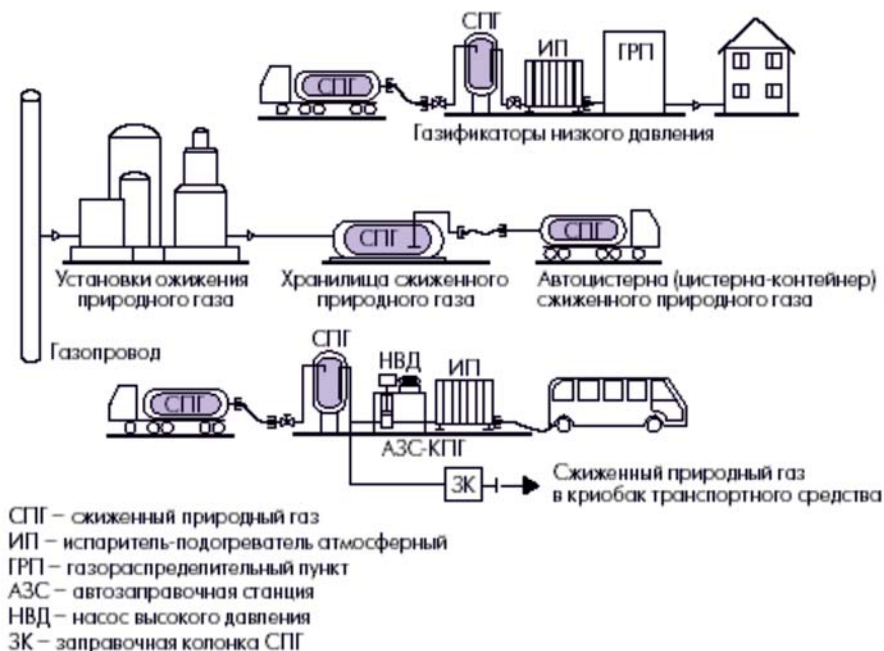 СПГ
ИП
ГРП
СПГ
Газификаторы низкого давления
СПГ
СПГ
Установки ожижения
природного газа
Хранилища сжиженного
природного газа
Автоцистерна (цистерна-контейнер)
сжиженного природного газа
Газопровод
СПГ
НВД
ИП
СПГ
АЗС-КПГ
ЗК
Сжиженный природный газ
в криобак транспортного средства
СПГ – сжиженный природный газ
ИП – испаритель-подогреватель атмосферный
ГРП – газораспределительный пункт
АЗС – автозаправочная станция
НВД – насос высокого давления
ЗК – заправочная колонка СПГ